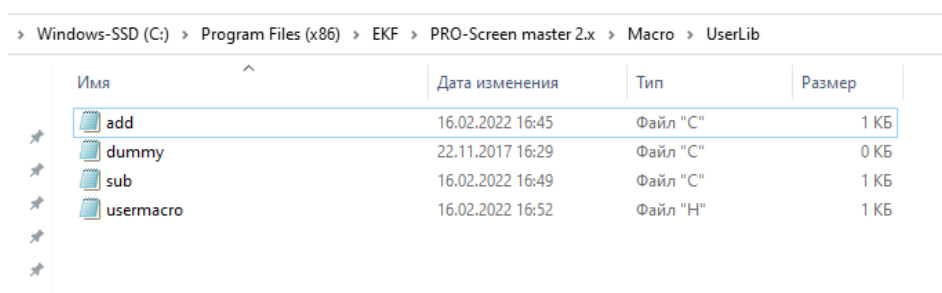 Windows-SSD (C:) > Program Files (x86) > EKF > PRO-Screen master 2.x > Macro > UserLib
Имя Дата изменения Тип Размер
add 16.02.2022 16:45 Файл "C" 1 КБ
dummy 22.11.2017 16:29 Файл "C" 0 КБ
sub 16.02.2022 16:49 Файл "C" 1 КБ
usermacro 16.02.2022 16:52 Файл "H" 1 КБ